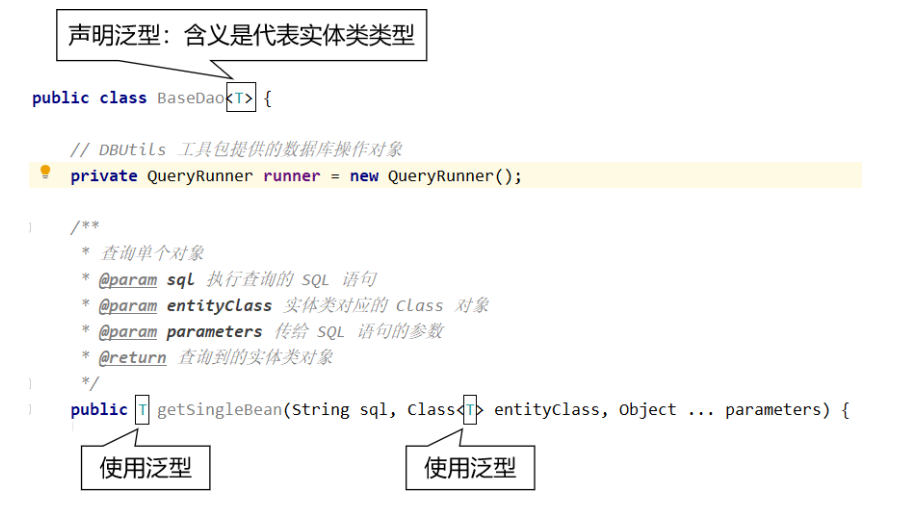 声明泛型：含义是代表实体类类型
public class BaseDao<T> {
// DBUtils 工具包提供的数据库操作对象
private QueryRunner runner = new QueryRunner();
/**
* 查询单个对象
* @param sql 执行查询的 SQL 语句
* @param entityClass 实体类对应的 Class 对象
* @param parameters 传给 SQL 语句的参数
* @return 查询到的实体类对象
*/
public T getSingleBean(String sql, Class<T> entityClass, Object ... parameters) {
使用泛型
使用泛型